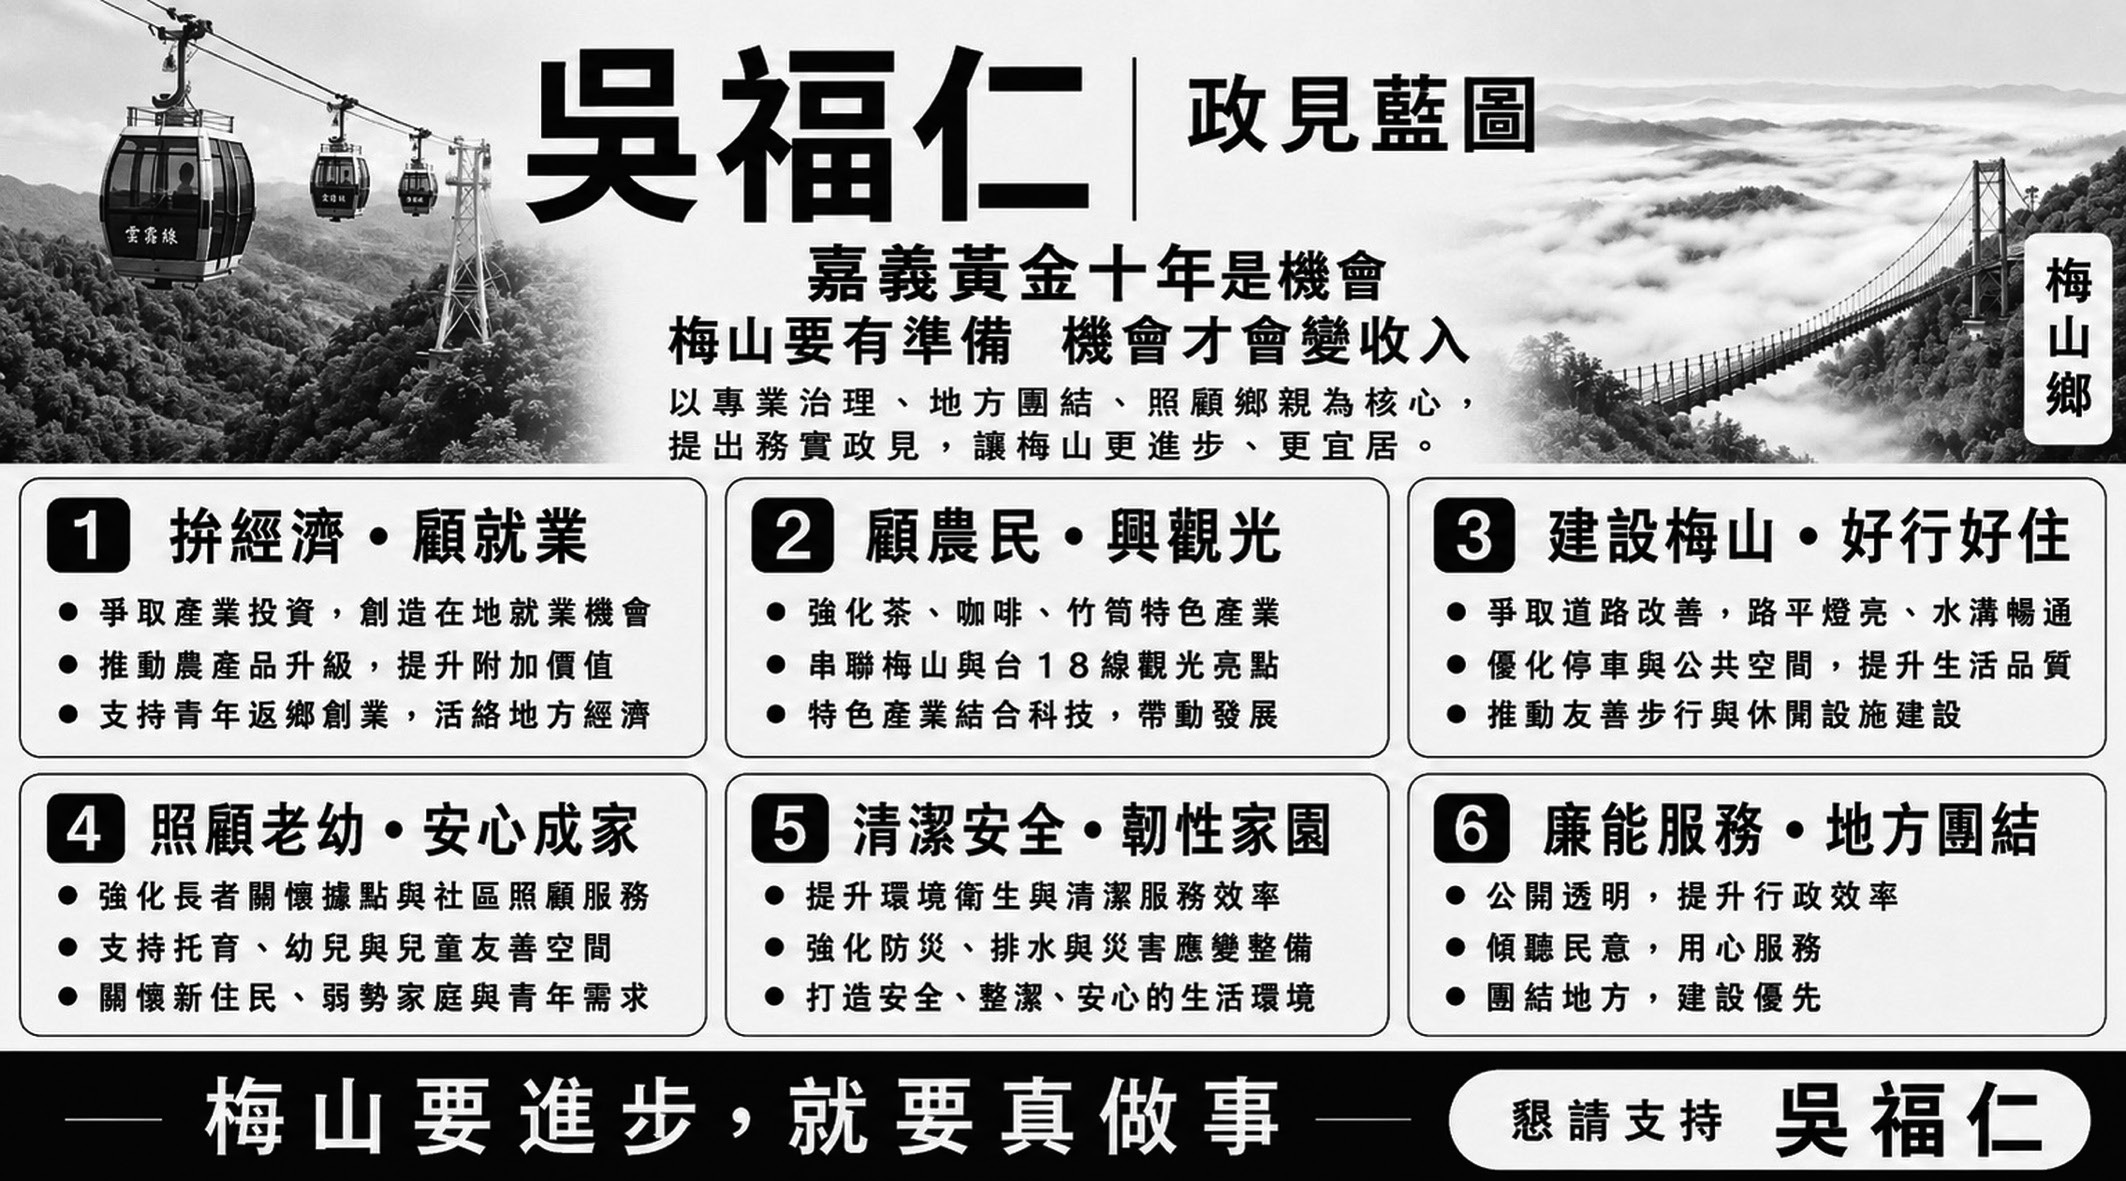 吳福仁
政見藍圖
嘉義黃金十年是機會
梅山要有準備 機會才會變收入
以專業治理、地方團結、照顧鄉親為核心，
提出務實政見，讓梅山更進步、更宜居。
雲霧線
雲霧線
梅山鄉
1 拚經濟•顧就業
● 爭取產業投資，創造在地就業機會
● 推動農產品升級，提升附加價值
● 支持青年返鄉創業，活絡地方經濟
2 顧農民•興觀光
● 強化茶、咖啡、竹筍特色產業
● 串聯梅山與台18線觀光亮點
● 特色產業結合科技，帶動發展
3 建設梅山•好行好住
● 爭取道路改善，路平燈亮、水溝暢通
● 優化停車與公共空間，提升生活品質
● 推動友善步行與休閒設施建設
4 照顧老幼•安心成家
● 強化長者關懷據點與社區照顧服務
● 支持托育、幼兒與兒童友善空間
● 關懷新住民、弱勢家庭與青年需求
5 清潔安全•韌性家園
● 提升環境衛生與清潔服務效率
● 強化防災、排水與災害應變整備
● 打造安全、整潔、安心的生活環境
6 廉能服務•地方團結
● 公開透明，提升行政效率
● 傾聽民意，用心服務
● 團結地方，建設優先
梅山要進步，就要真做事
懇請支持 吳福仁